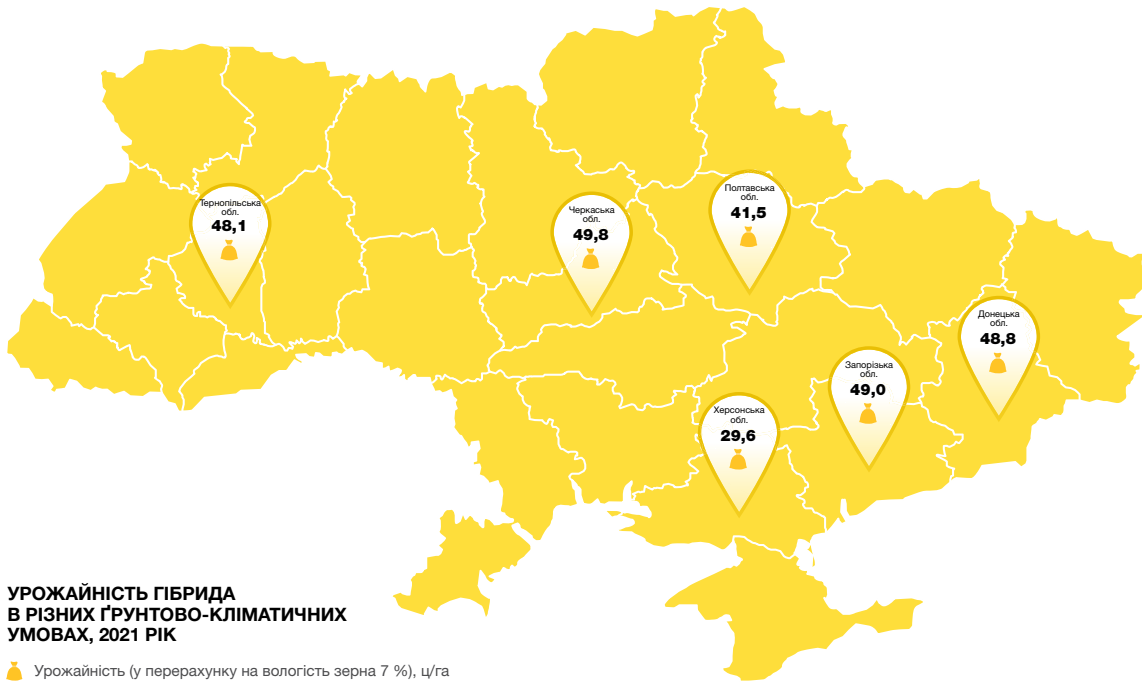 Тернопільська
обл.
48,1
Черкаська
обл.
49,8
Полтавська
обл.
41,5
Донецька
обл.
48,8
Запорізька
обл.
49,0
Херсонська
обл.
29,6
УРОЖАЙНІСТЬ ГІБРИДА
В РІЗНИХ ҐРУНТОВО-КЛІМАТИЧНИХ
УМОВАХ, 2021 РІК
Урожайність (у перерахунку на вологість зерна 7 %), ц/га